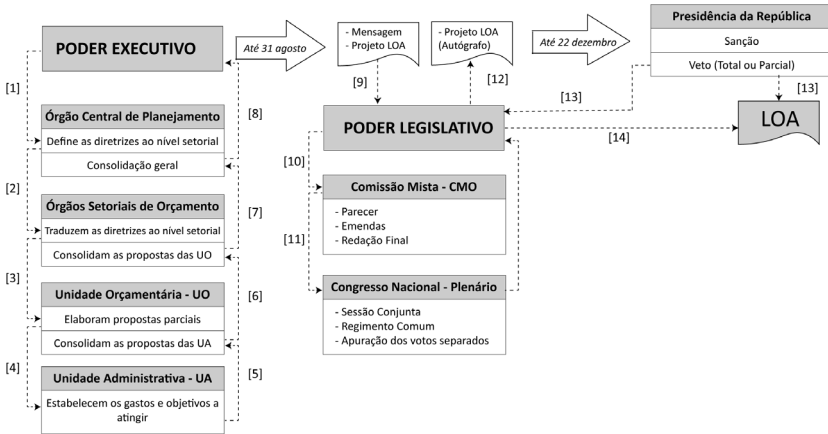 PODER EXECUTIVO
Até 31 agosto
- Mensagem
- Projeto LOA
- Projeto LOA
(Autógrafo)
Até 22 dezembro
Presidência da República
Sanção
Veto (Total ou Parcial)
[1]
[8]
[9]
[12]
[13]
[13]
Órgão Central de Planejamento
Define as diretrizes ao nível setorial
Consolidação geral
PODER LEGISLATIVO
[14]
LOA
[2]
[7]
[10]
Órgãos Setoriais de Orçamento
Traduzem as diretrizes ao nível setorial
Consolidam as propostas das UO
Comissão Mista - CMO
- Parecer
- Emendas
- Redação Final
[11]
[3]
[6]
Unidade Orçamentária - UO
Elaboram propostas parciais
Consolidam as propostas das UA
Congresso Nacional - Plenário
- Sessão Conjunta
- Regimento Comum
- Apuração dos votos separados
[4]
[5]
Unidade Administrativa - UA
Estabelecem os gastos e objetivos a
atingir